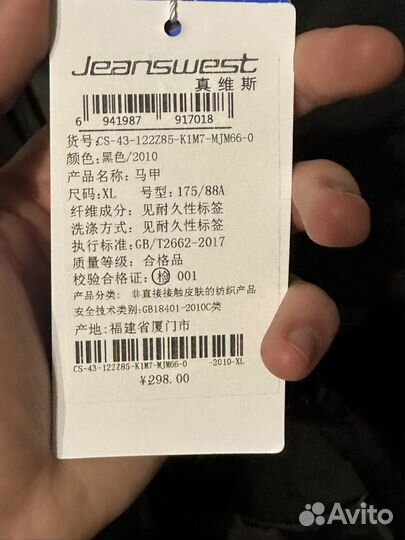 Jeanswest
真维斯
6 941987 917018
货号:CS-43-122Z85-K1M7-MJM66-0
颜色:黑色/2010
产品名称:马甲
尺码:XL 号型:175/88A
纤维成分: 见耐久性标签
洗涤方式: 见耐久性标签
执行标准:GB/T2662-2017
质量等级: 合格品
校验合格证:检 001
产品分类: 非直接接触皮肤的纺织产品
安全技术类别:GB18401-2010C类
产地:福建省厦门市
CS-43-122Z85-K1M7-MJM66-0 -2010-XL
¥298.00
Avito